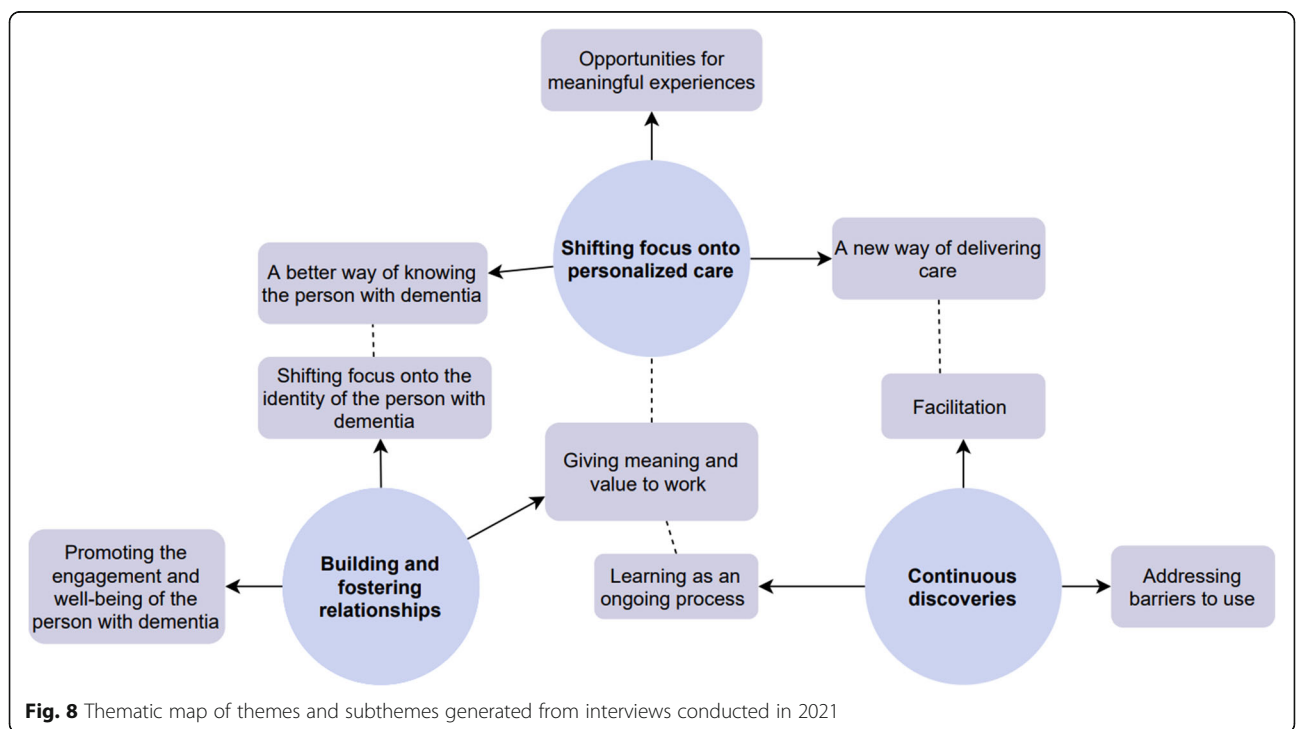 Opportunities for
meaningful experiences
Shifting focus onto
personalized care
A better way of knowing
the person with dementia
A new way of delivering
care
Shifting focus onto the
identity of the person with
dementia
Facilitation
Giving meaning and
value to work
Promoting the
engagement and
well-being of the
person with dementia
Building and
fostering
relationships
Learning as an
ongoing process
Continuous
discoveries
Addressing
barriers to use
Fig. 8 Thematic map of themes and subthemes generated from interviews conducted in 2021